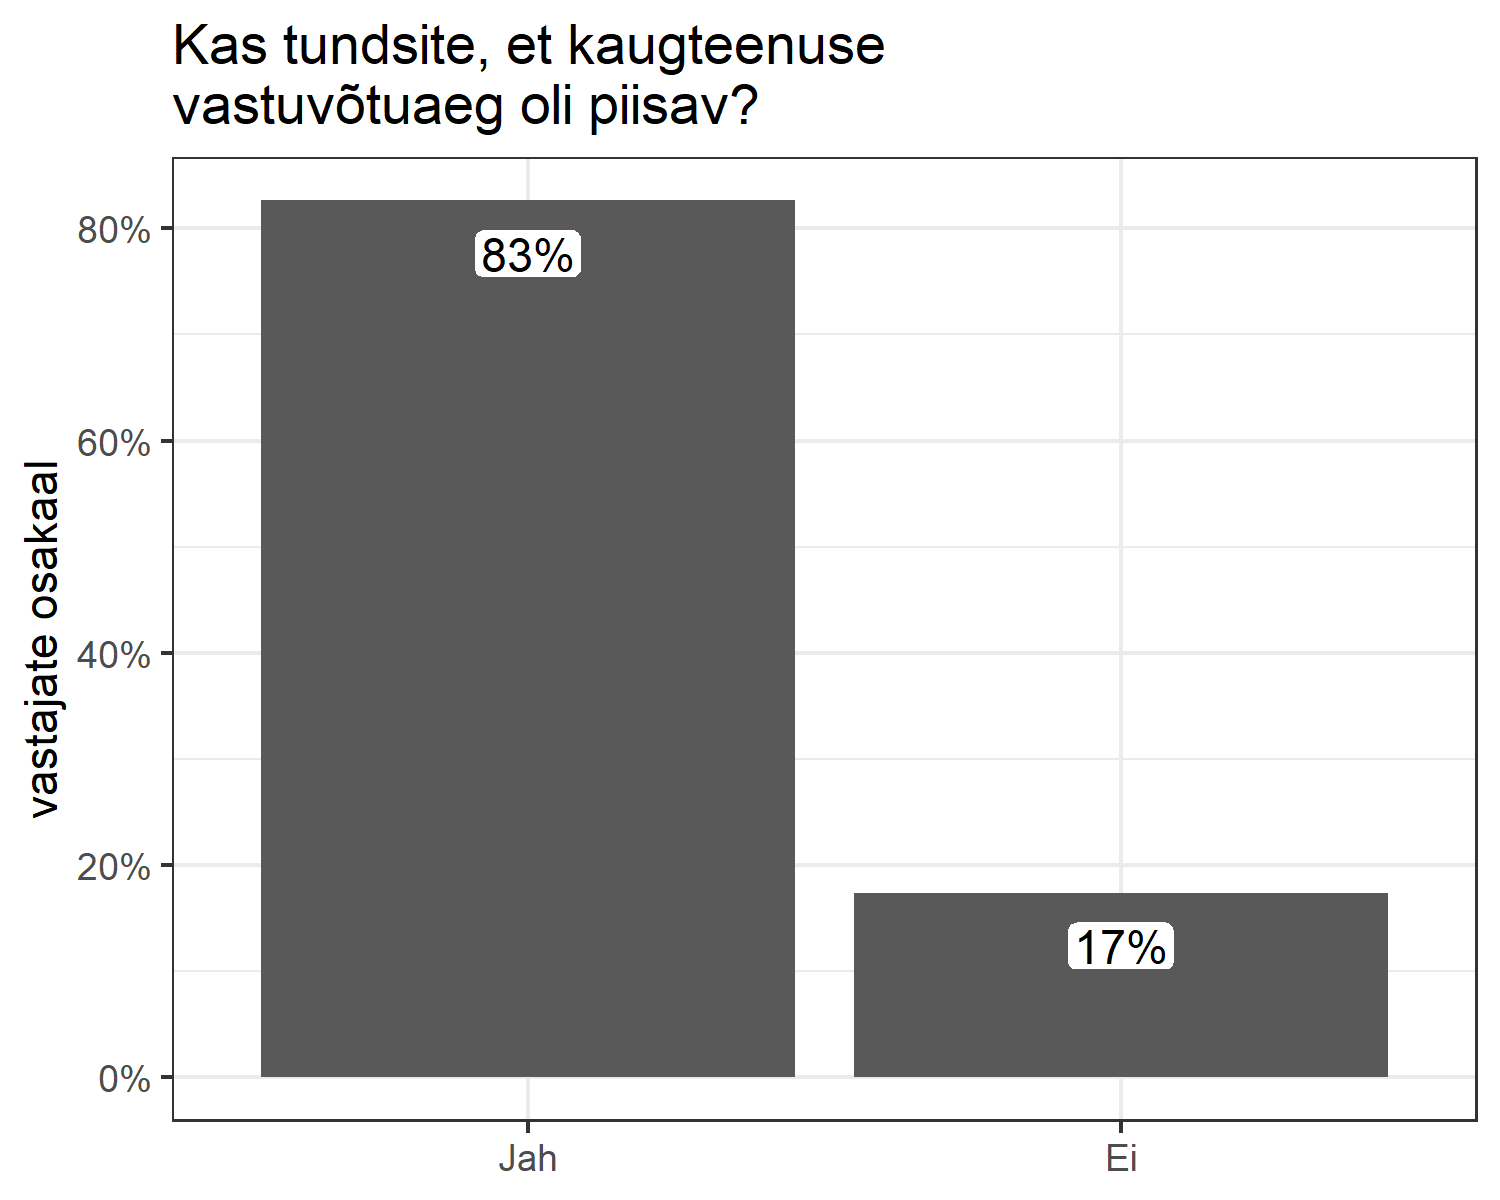 Kas tundsite, et kaugteenuse
vastuvõtuaeg oli piisav?
vastajate osakaal
80%
60%
40%
20%
0%
83%
17%
Jah
Ei